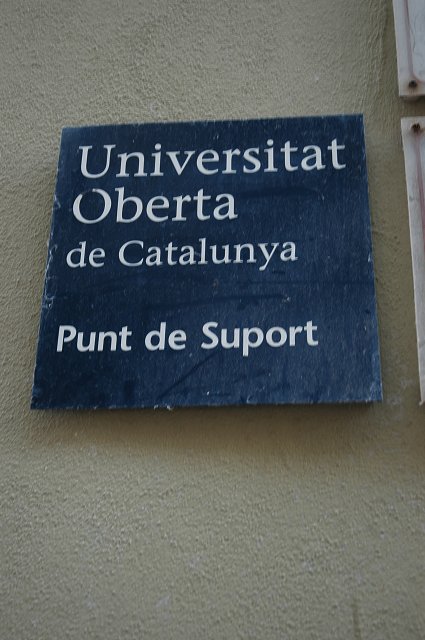 Universitat
Oberta
de Catalunya
Punt de Suport